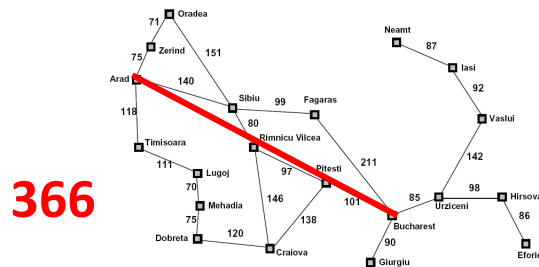 Oradea
71
Neamt
87
Zerind
75
151
Iasi
Arad
140
92
Sibiu
99
Fagaras
118
80
Vaslui
Rimnicu Vilcea
Timisoara
97
Pitesti
211
142
111
Lugoj
70
146
101
85
98
Hirsova
Mehadia
138
Urziceni
366
75
Bucharest
86
Dobreta
120
90
Craiova
Giurgiu
Eforie